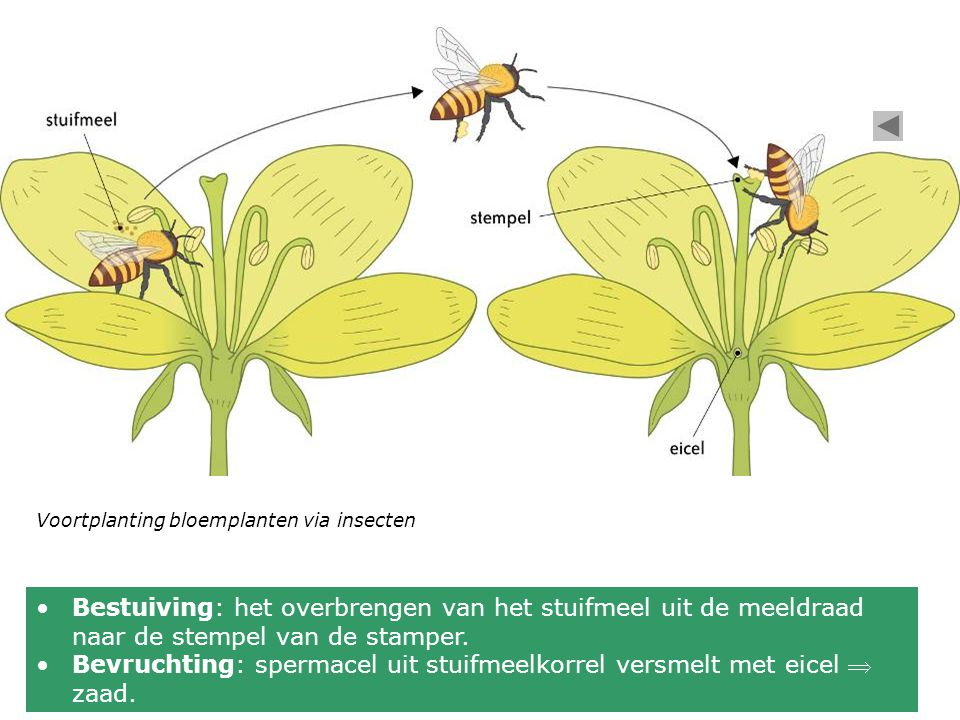 stuifmeel
stempel
eicel
Voortplanting bloemplanten via insecten
• Bestuiving: het overbrengen van het stuifmeel uit de meeldraad
naar de stempel van de stamper.
• Bevruchting: spermacel uit stuifmeelkorrel versmelt met eicel ⇒
zaad.